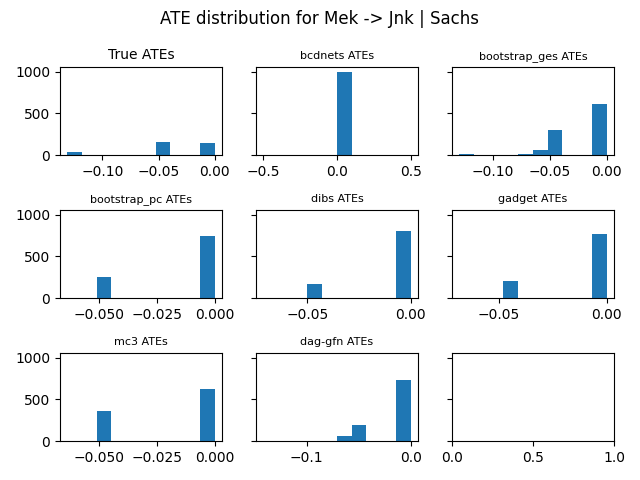 ATE distribution for Mek -> Jnk | Sachs
True ATEs
bcdnets ATEs
bootstrap_ges ATEs
1000
500
0
−0.10 −0.05 0.00
−0.5 0.0 0.5
−0.10 −0.05 0.00
bootstrap_pc ATEs
dibs ATEs
gadget ATEs
1000
500
0
−0.050 −0.025 0.000
−0.05 0.00
−0.05 0.00
mc3 ATEs
dag-gfn ATEs
1000
500
0
−0.050 −0.025 0.000
−0.1 0.0
0.0 0.5 1.0